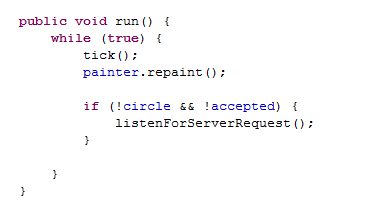 public void run() {
    while (true) {
        tick();
        painter.repaint();

        if (!circle && !accepted) {
            listenForServerRequest();
        }

    }
}